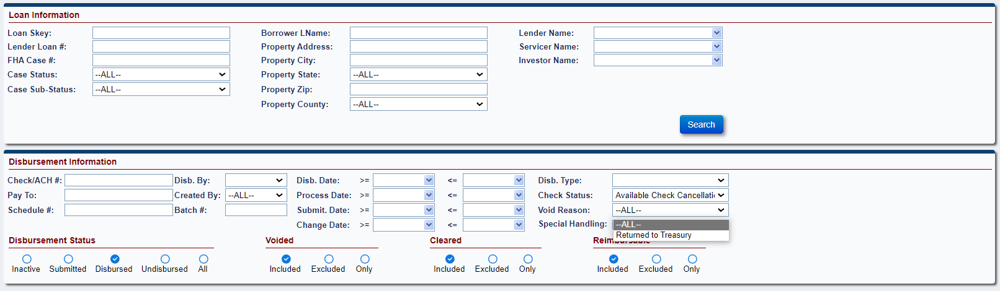 Loan Information
Loan Skey: Borrower LName: Lender Name:
Lender Loan #: Property Address: Servicer Name:
FHA Case #: Property City: Investor Name:
Case Status: --ALL-- Property State: --ALL--
Case Sub-Status: --ALL-- Property Zip:
Property County: --ALL--
Search
Disbursement Information
Check/ACH #: Disb. By: Disb. Date: >= <= Disb. Type:
Pay To: Created By: --ALL-- Process Date: >= <= Check Status: Available Check Cancellati
Schedule #: Batch #: Submit. Date: >= <= Void Reason: --ALL--
Change Date: >= <= Special Handling: --ALL--
Returned to Treasury
Disbursement Status Voided Cleared Reimbursable
Inactive Submitted Disbursed Undisbursed All Included Excluded Only Included Excluded Only Included Excluded Only